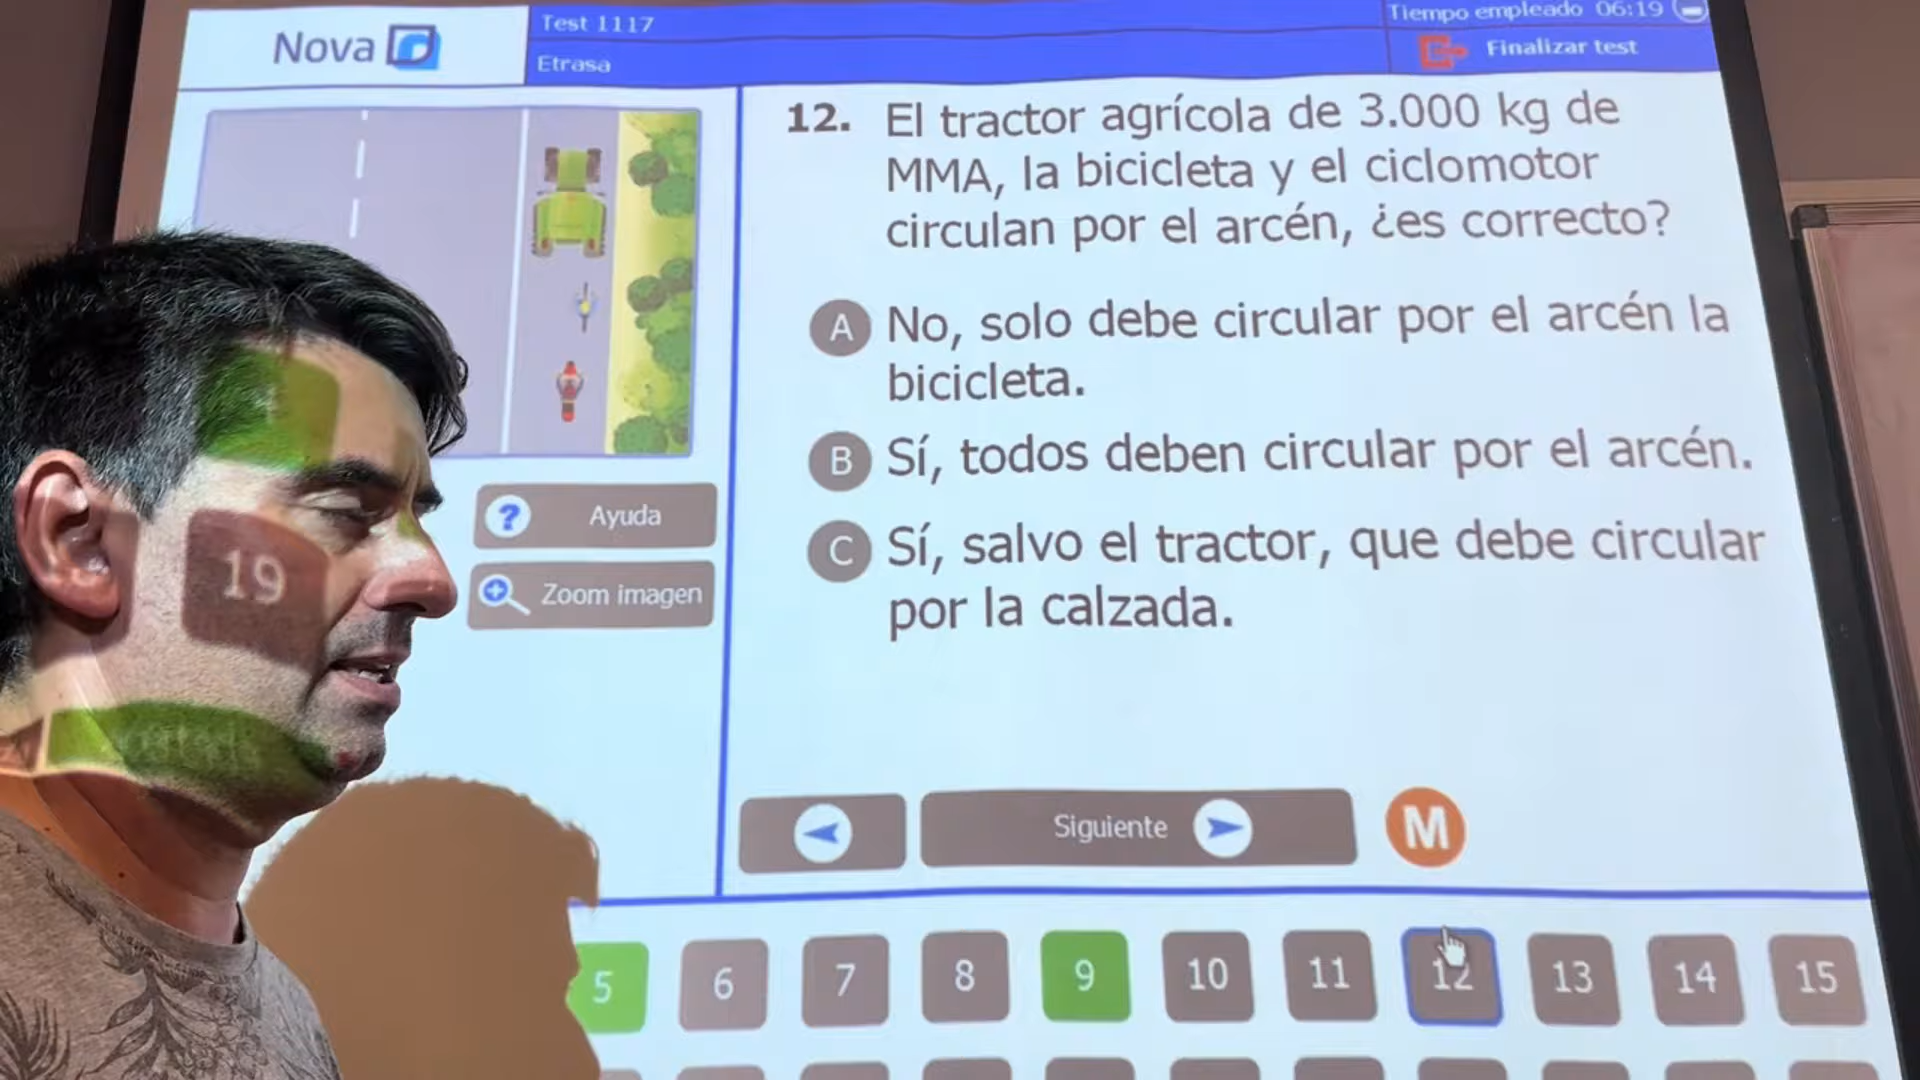 Nova
Test 1117
Etrasa
Tiempo empleado 06:19
Finalizar test
12. El tractor agrícola de 3.000 kg de
MMA, la bicicleta y el ciclomotor
circulan por el arcén, ¿es correcto?
A No, solo debe circular por el arcén la
bicicleta.
B Sí, todos deben circular por el arcén.
C Sí, salvo el tractor, que debe circular
por la calzada.
? Ayuda
Zoom imagen
Siguiente
M
19
5 6 7 8 9 10 11 12 13 14 15